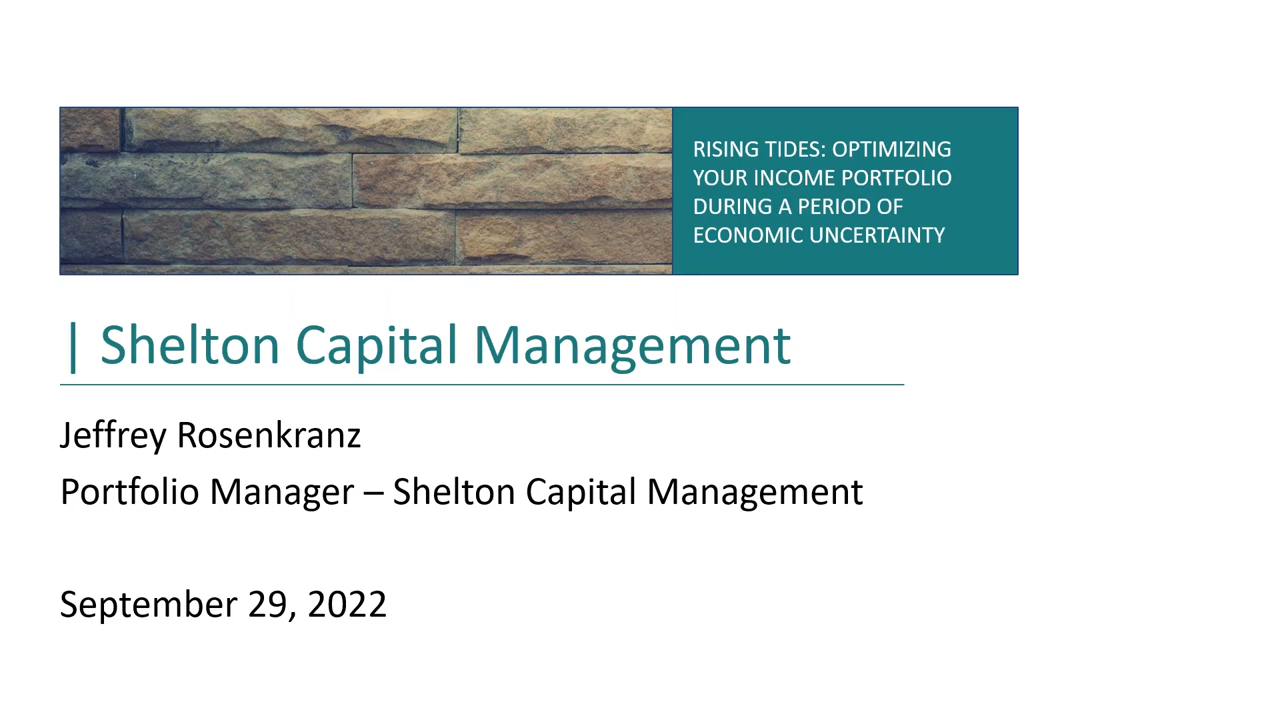 RISING TIDES: OPTIMIZING
YOUR INCOME PORTFOLIO
DURING A PERIOD OF
ECONOMIC UNCERTAINTY
| Shelton Capital Management
Jeffrey Rosenkranz
Portfolio Manager – Shelton Capital Management
September 29, 2022